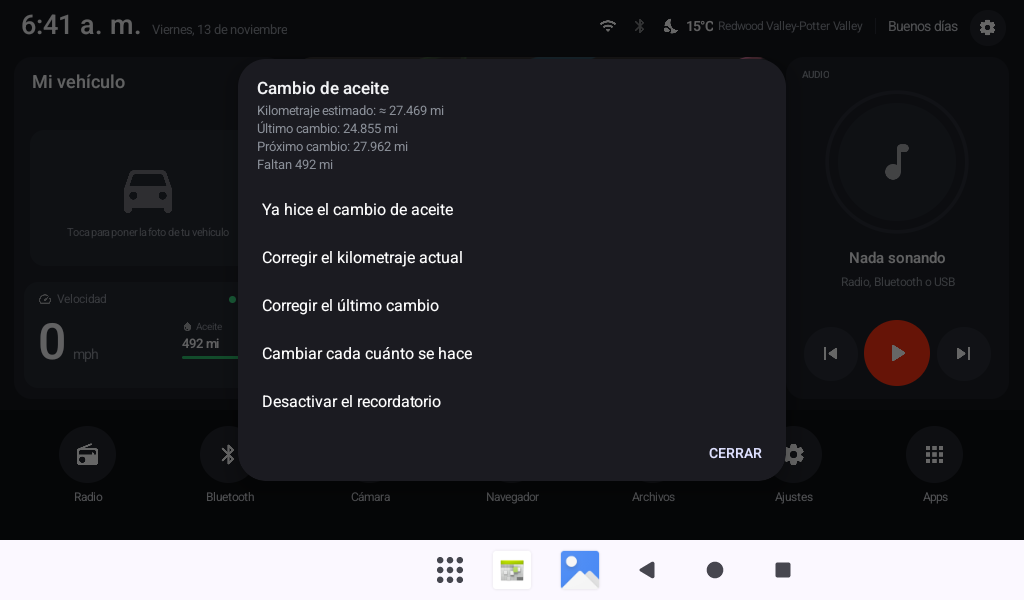 6:41 a. m.
Viernes, 13 de noviembre
15°C
Redwood Valley-Potter Valley
Buenos días
Mi vehículo
Toca para poner la foto de tu vehículo
Velocidad
0
mph
Aceite
492 mi
Cambio de aceite
Kilometraje estimado: ≈ 27.469 mi
Último cambio: 24.855 mi
Próximo cambio: 27.962 mi
Faltan 492 mi
Ya hice el cambio de aceite
Corregir el kilometraje actual
Corregir el último cambio
Cambiar cada cuánto se hace
Desactivar el recordatorio
CERRAR
AUDIO
Nada sonando
Radio, Bluetooth o USB
Radio
Bluetooth
Cámara
Navegador
Archivos
Ajustes
Apps